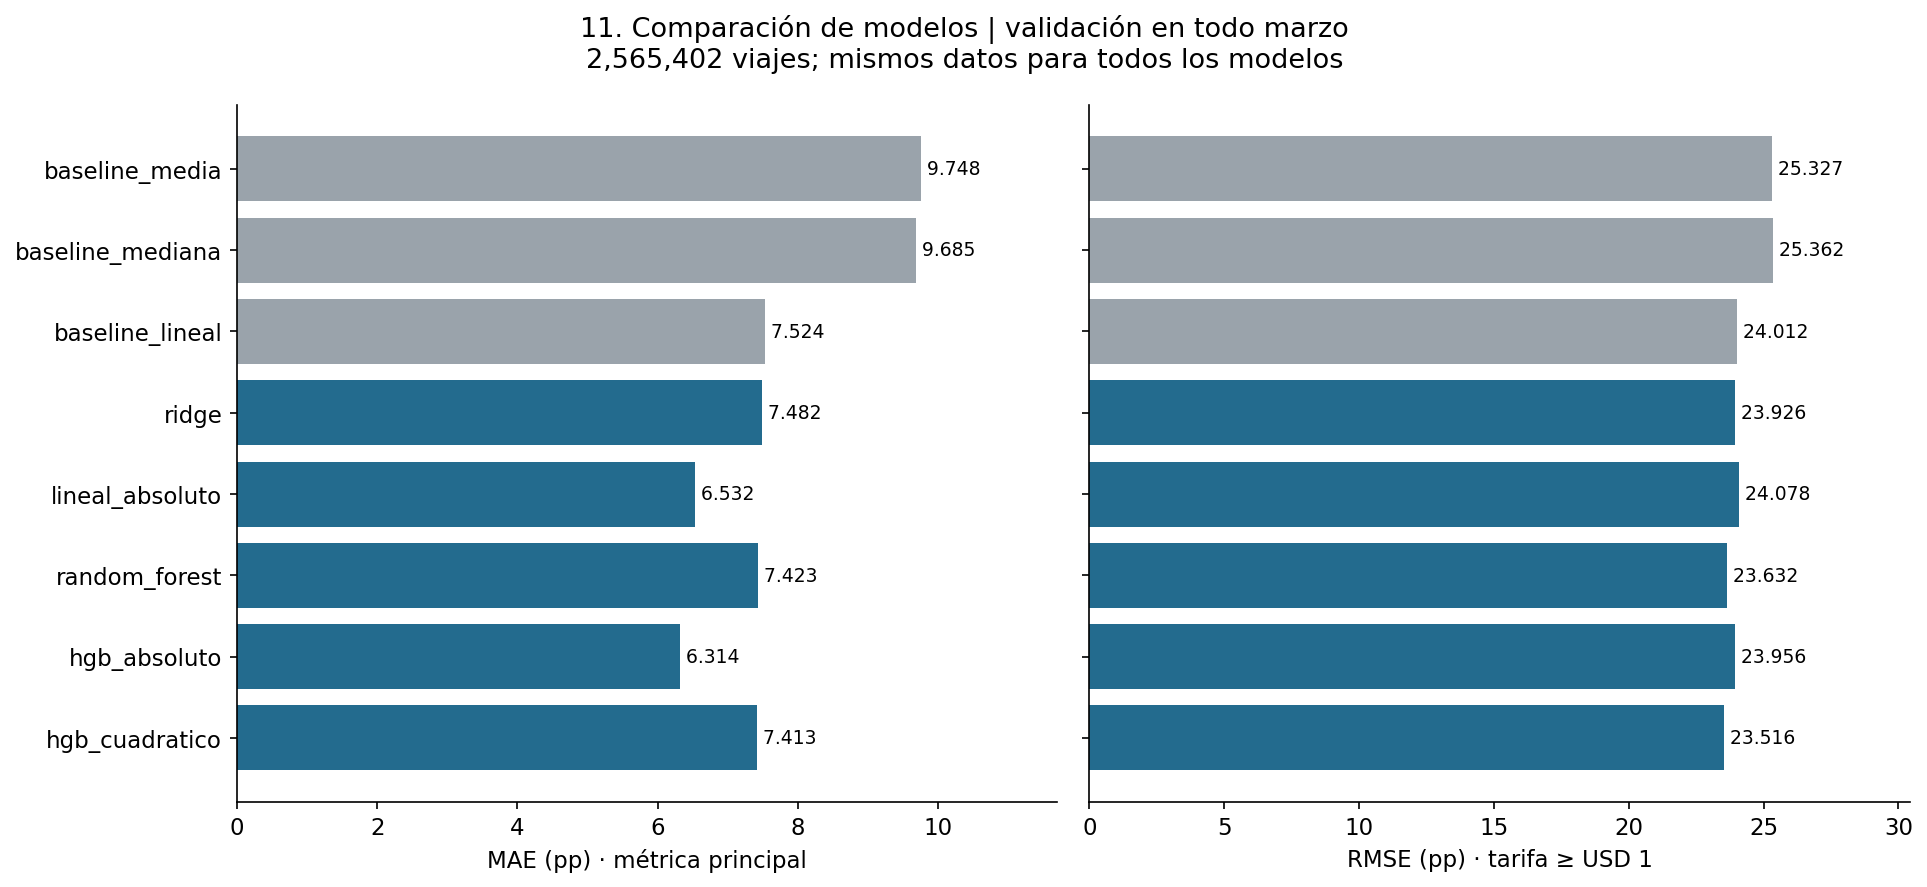 11. Comparación de modelos | validación en todo marzo
2,565,402 viajes; mismos datos para todos los modelos
baseline_media
9.748
25.327
baseline_mediana
9.685
25.362
baseline_lineal
7.524
24.012
ridge
7.482
23.926
lineal_absoluto
6.532
24.078
random_forest
7.423
23.632
hgb_absoluto
6.314
23.956
hgb_cuadratico
7.413
23.516
0 2 4 6 8 10
0 5 10 15 20 25 30
MAE (pp) · métrica principal
RMSE (pp) · tarifa ≥ USD 1